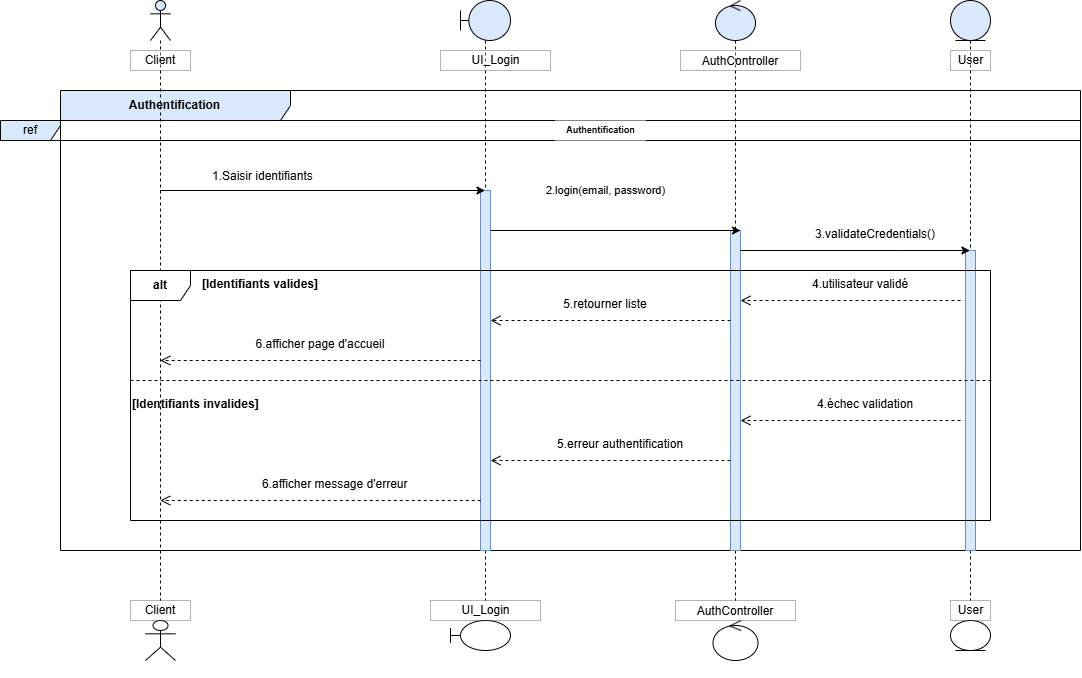 Client
UI_Login
AuthController
User
Authentification
ref
Authentification
1.Saisir identifiants
2.login(email, password)
3.validateCredentials()
alt
[Identifiants valides]
4.utilisateur validé
5.retourner liste
6.afficher page d'accueil
[Identifiants invalides]
4.échec validation
5.erreur authentification
6.afficher message d'erreur
Client
UI_Login
AuthController
User